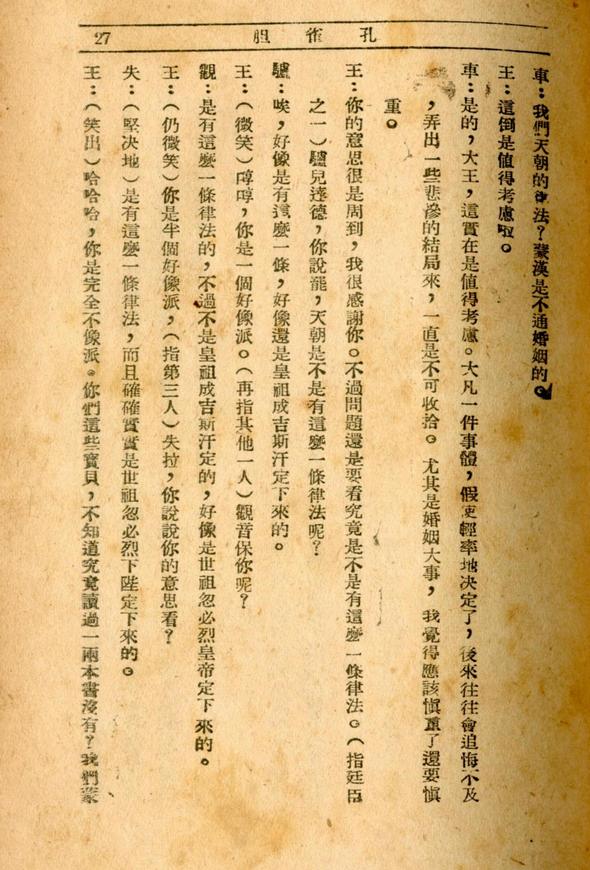 孔雀胆
27
車：我們天朝的律法？蒙漢是不通婚姻的。
王：這倒是值得考慮啦。
車：是的，大王，這實在是值得考慮。大凡一件事體，假使輕率地決定了，後來往往會追悔不及
，弄出一些悲慘的結局來，一直是不可收拾。尤其是婚姻大事，我覺得應該愼重了還要愼
重。
王：你的意思很是周到，我很感謝你。不過問題還是要看究竟是不是有這麼一條律法。（指廷臣
之一）驢兒達德，你說罷，天朝是不是有這麼一條律法呢？
驢：唉，好像是有這麼一條，好像還是皇祖成吉斯汗定下來的。
王：（微笑）哼哼，你是一個好像派。（再指其他一人）觀音保你呢？
觀：是有這麼一條律法的，不過不是皇祖成吉斯汗定的，好像是世祖忽必烈皇帝定下來的。
王：（仍微笑）你是半個好像派，（指第三人）失拉，你說說你的意思看？
失：（堅决地）是有這麼一條律法，而且確確實實是世祖忽必烈下陛定下來的。
王：（笑出）哈哈哈，你是完全不像派。你們這些寶貝，不知道究竟讀過一兩本書沒有？我們蒙